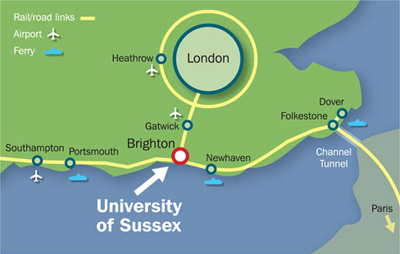 Rail/road links
Airport
Ferry
Heathrow
London
Gatwick
Dover
Folkestone
Brighton
Southampton
Portsmouth
Newhaven
Channel
Tunnel
University
of Sussex
Paris